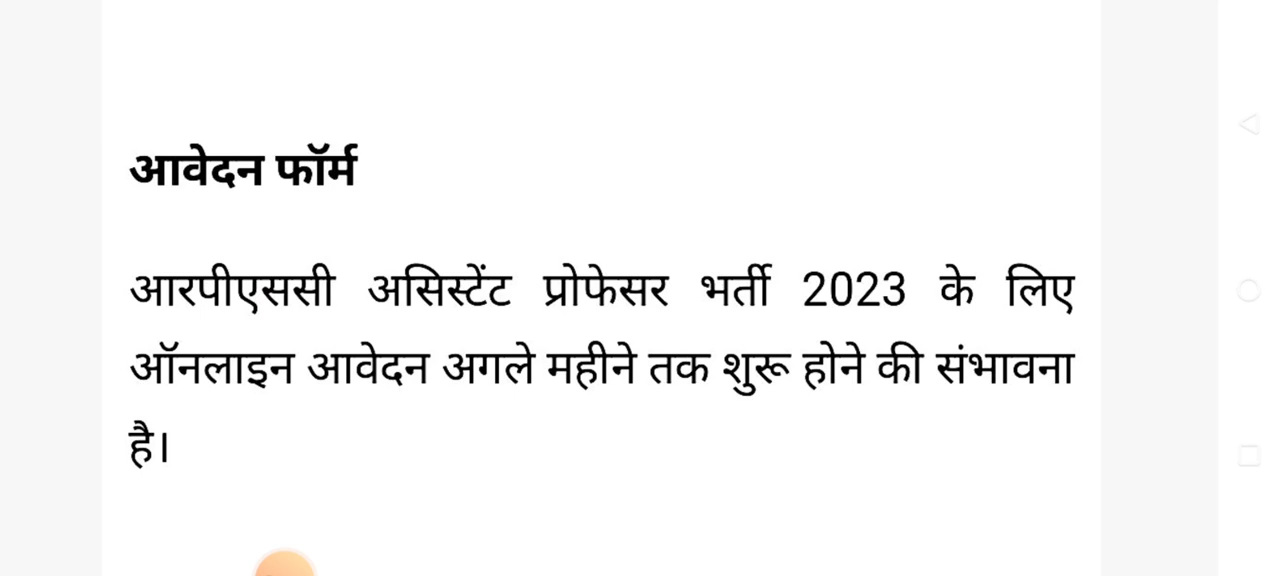 आवेदन फॉर्म
आरपीएससी असिस्टेंट प्रोफेसर भर्ती 2023 के लिए
ऑनलाइन आवेदन अगले महीने तक शुरू होने की संभावना
है।